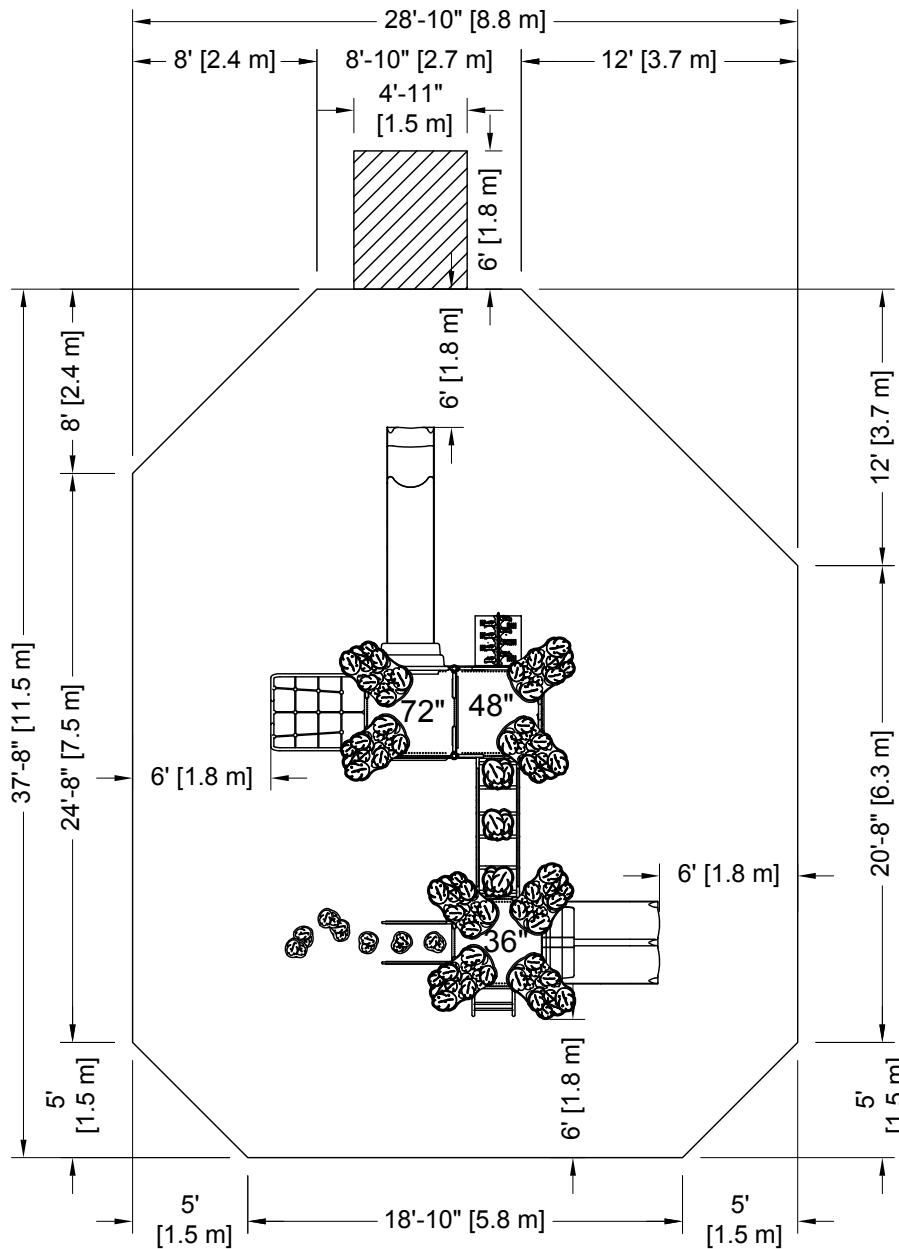 28'-10" [8.8 m]
8' [2.4 m]
8'-10" [2.7 m]
12' [3.7 m]
4'-11"
[1.5 m]
6' [1.8 m]
6' [1.8 m]
8' [2.4 m]
12' [3.7 m]
37'-8" [11.5 m]
24'-8" [7.5 m]
72"
48"
6' [1.8 m]
20'-8" [6.3 m]
6' [1.8 m]
36"
6' [1.8 m]
5'
[1.5 m]
5'
[1.5 m]
5'
[1.5 m]
18'-10" [5.8 m]
5'
[1.5 m]